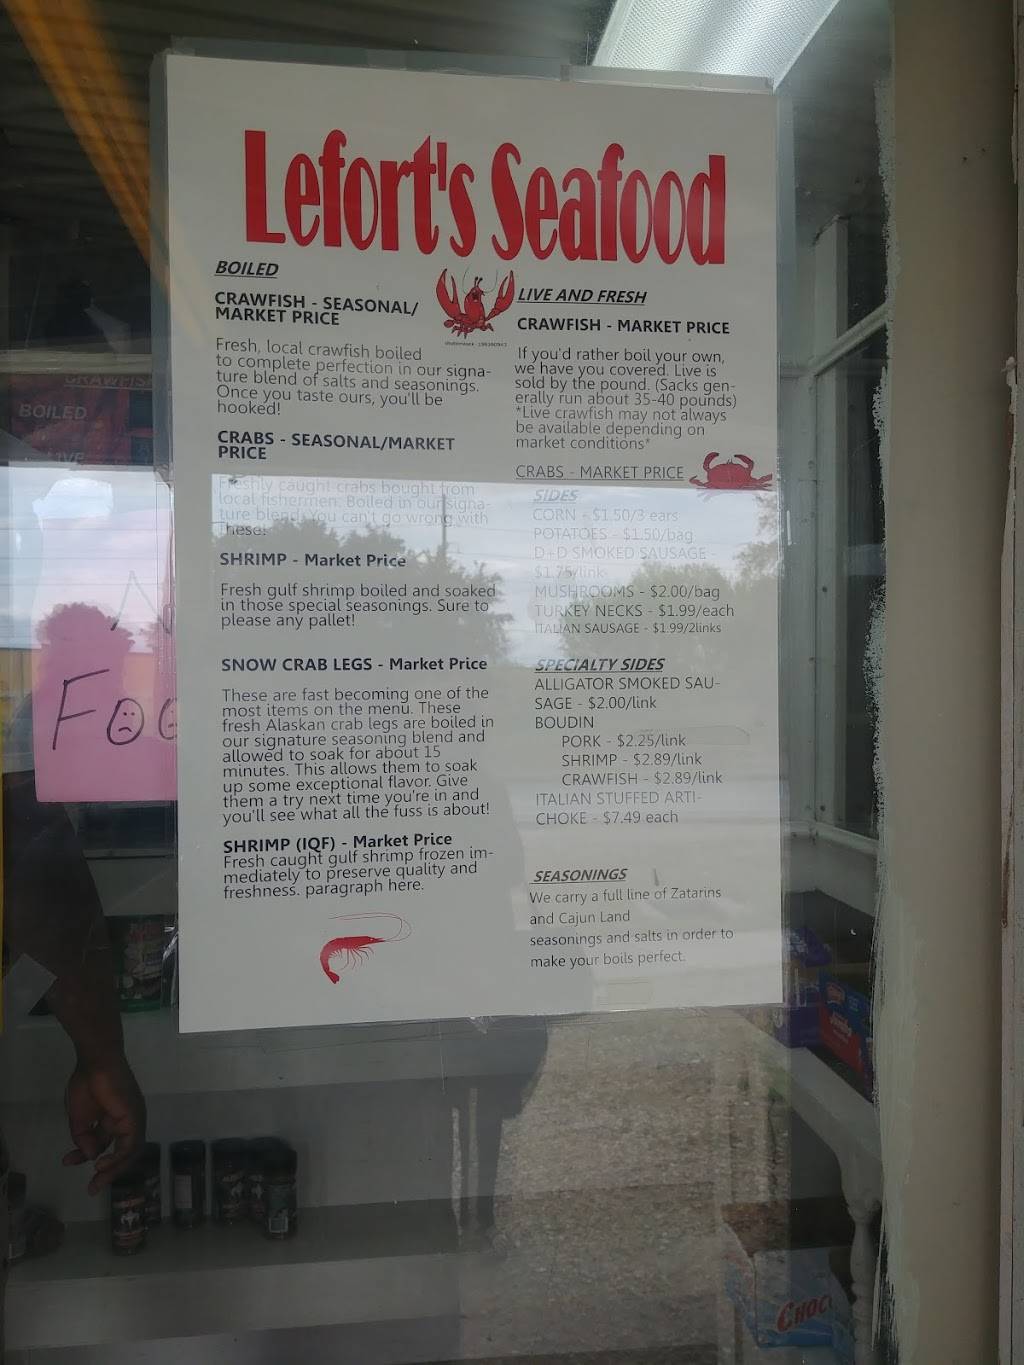 Lefort's Seafood
BOILED
CRAWFISH - SEASONAL/
MARKET PRICE
Fresh, local crawfish boiled
to complete perfection in our signa-
ture blend of salts and seasonings.
Once you taste ours, you'll be
hooked!
CRABS - SEASONAL/MARKET
PRICE
Freshly caught crabs bought from
local fishermen. Boiled in our signa-
ture blend. You can't go wrong with
these!
SHRIMP - Market Price
Fresh gulf shrimp boiled and soaked
in those special seasonings. Sure to
please any pallet!
SNOW CRAB LEGS - Market Price
These are fast becoming one of the
most items on the menu. These
fresh Alaskan crab legs are boiled in
our signature seasoning blend and
allowed to soak for about 15
minutes. This allows them to soak
up some exceptional flavor. Give
them a try next time you're in and
you'll see what all the fuss is about!
SHRIMP (IQF) - Market Price
Fresh caught gulf shrimp frozen im-
mediately to preserve quality and
freshness. paragraph here.
LIVE AND FRESH
CRAWFISH - MARKET PRICE
If you'd rather boil your own,
we have you covered. Live is
sold by the pound. (Sacks gen-
erally run about 35-40 pounds)
*Live crawfish may not always
be available depending on
market conditions*
CRABS - MARKET PRICE
SIDES
CORN - $1.50/3 ears
POTATOES - $1.50/bag
D+D SMOKED SAUSAGE -
$1.75/link
MUSHROOMS - $2.00/bag
TURKEY NECKS - $1.99/each
ITALIAN SAUSAGE - $1.99/2links
SPECIALTY SIDES
ALLIGATOR SMOKED SAU-
SAGE - $2.00/link
BOUDIN
PORK - $2.25/link
SHRIMP - $2.89/link
CRAWFISH - $2.89/link
ITALIAN STUFFED ARTI-
CHOKE - $7.49 each
SEASONINGS
We carry a full line of Zatarins
and Cajun Land
seasonings and salts in order to
make your boils perfect.
CRAWFISH
BOILED
LIVE